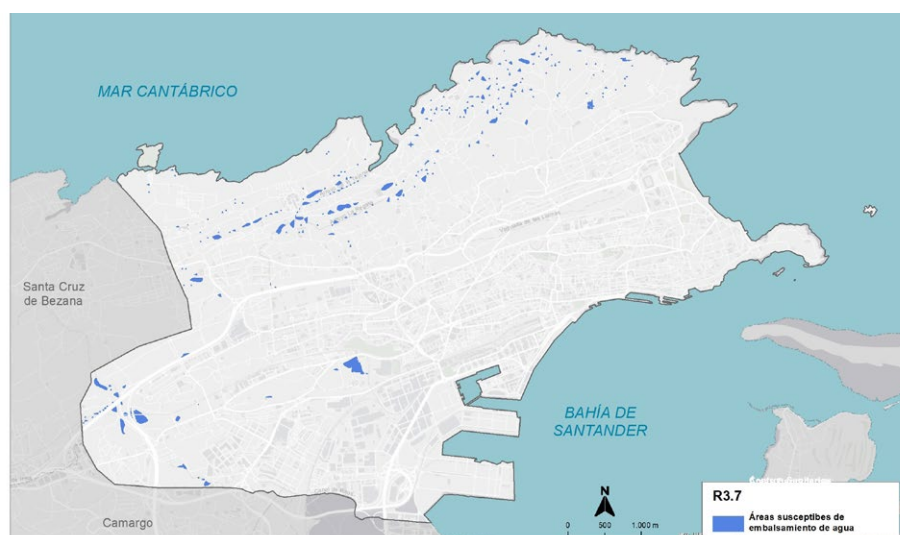 MAR CANTÁBRICO
Santa Cruz
de Bezana
BAHÍA DE
SANTANDER
Camargo
N
0 500 1.000 m
R3.7
Áreas susceptibes de
embalsamiento de agua